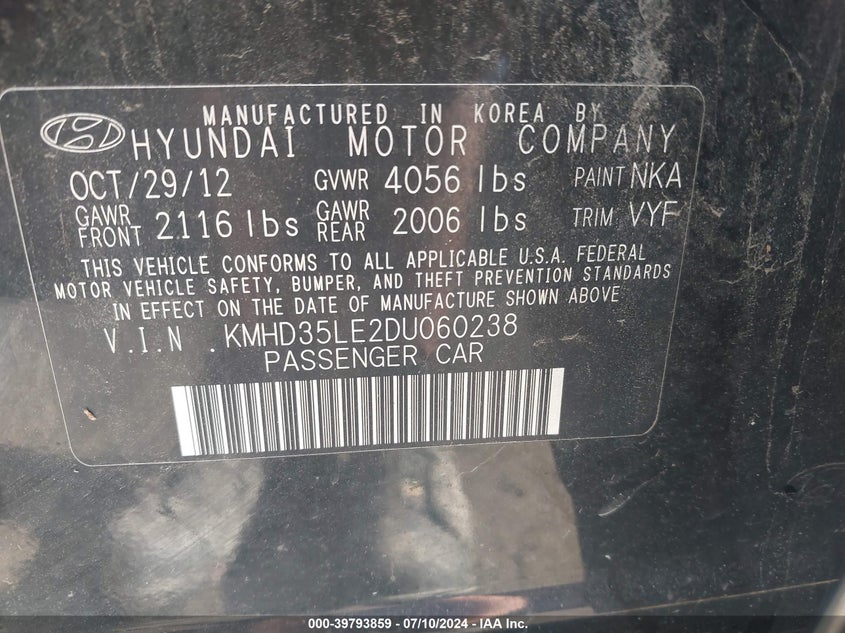 MANUFACTURED IN KOREA BY
HYUNDAI MOTOR COMPANY
OCT/29/12 GVWR 4056 lbs PAINT NKA
GAWR FRONT 2116 lbs GAWR REAR 2006 lbs TRIM VYF
THIS VEHICLE CONFORMS TO ALL APPLICABLE U.S.A. FEDERAL
MOTOR VEHICLE SAFETY, BUMPER, AND THEFT PREVENTION STANDARDS
IN EFFECT ON THE DATE OF MANUFACTURE SHOWN ABOVE
V.I.N. KMHD35LE2DU060238
PASSENGER CAR
000-39793859 - 07/10/2024 - IAA Inc.